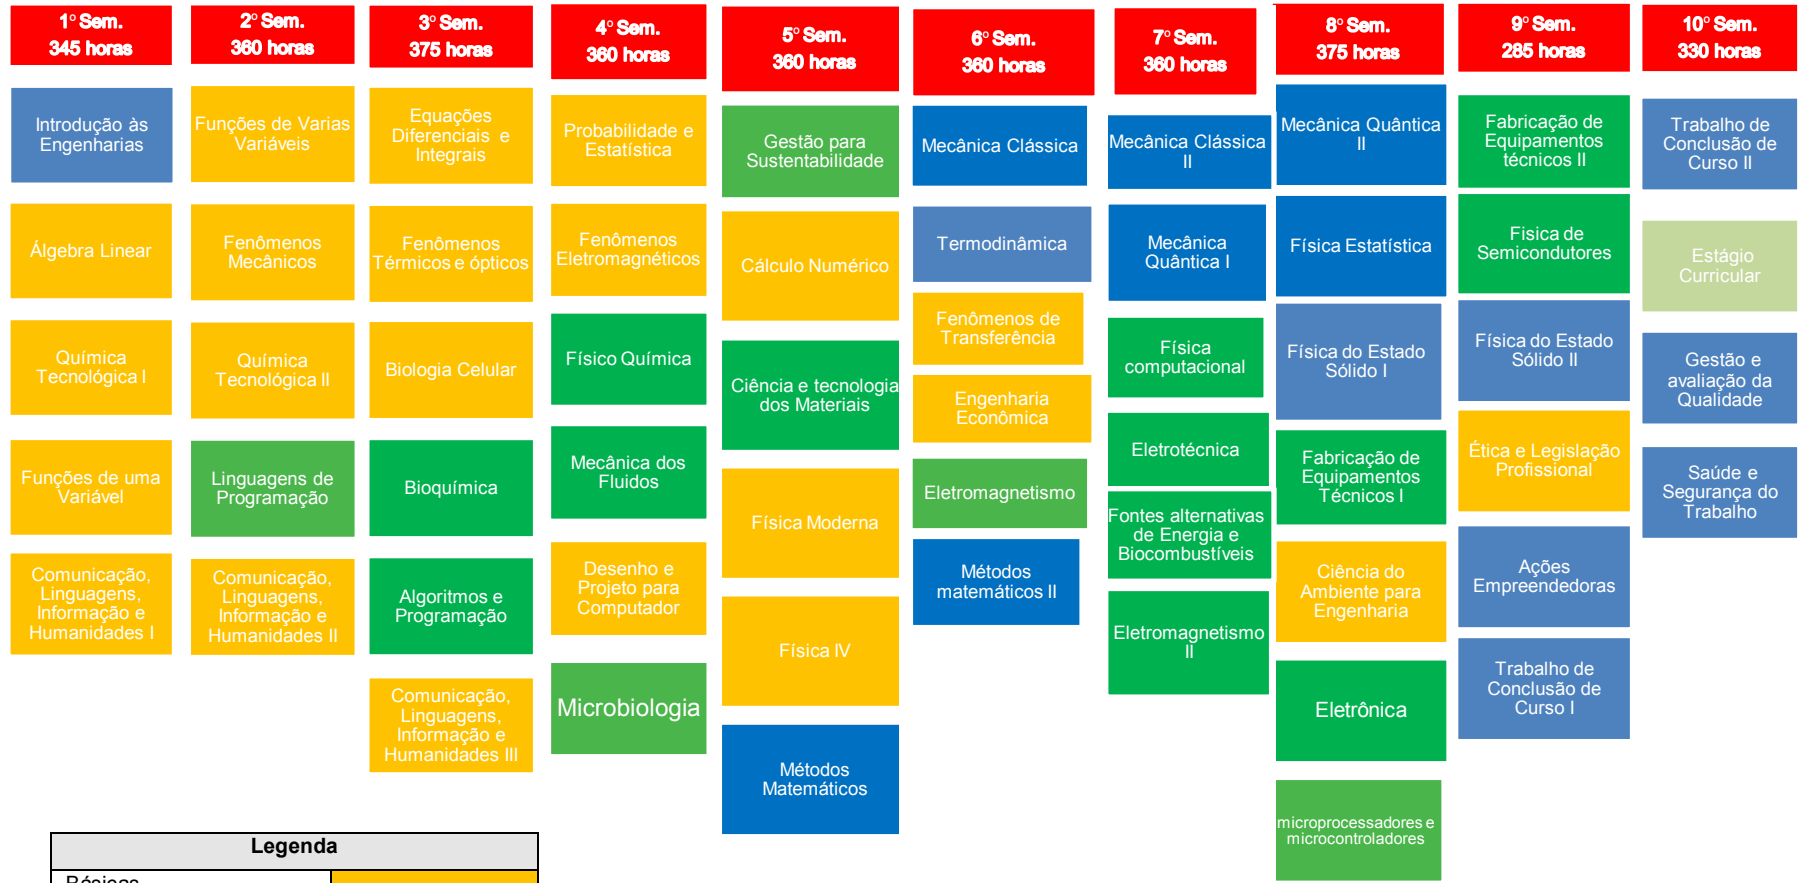 1° Sem.
345 horas
Introdução às
Engenharias
Álgebra Linear
Química
Tecnológica I
Funções de uma
Variável
Comunicação,
Linguagens,
Informação e
Humanidades I
2° Sem.
360 horas
Funções de Varias
Variáveis
Fenômenos
Mecânicos
Química
Tecnológica II
Linguagens de
Programação
Comunicação,
Linguagens,
Informação e
Humanidades II
3° Sem.
375 horas
Equações
Diferenciais e
Integrais
Fenômenos
Térmicos e ópticos
Biologia Celular
Bioquímica
Algoritmos e
Programação
Comunicação,
Linguagens,
Informação e
Humanidades III
4° Sem.
360 horas
Probabilidade e
Estatística
Fenômenos
Eletromagnéticos
Físico Química
Mecânica dos
Fluidos
Desenho e
Projeto para
Computador
Microbiologia
5° Sem.
360 horas
Gestão para
Sustentabilidade
Cálculo Numérico
Ciência e tecnologia
dos Materiais
Física Moderna
Física IV
Métodos
Matemáticos
6° Sem.
360 horas
Mecânica Clássica
Termodinâmica
Fenômenos de
Transferência
Engenharia
Econômica
Eletromagnetismo
Métodos
matemáticos II
7° Sem.
360 horas
Mecânica Clássica
II
Mecânica
Quântica I
Física
computacional
Eletrotécnica
Fontes alternativas
de Energia e
Biocombustíveis
Eletromagnetismo
II
8° Sem.
375 horas
Mecânica Quântica
II
Física Estatística
Física do Estado
Sólido I
Fabricação de
Equipamentos
Técnicos I
Ciência do
Ambiente para
Engenharia
Eletrônica
microprocessadores e
microcontroladores
9° Sem.
285 horas
Fabricação de
Equipamentos
técnicos II
Fisica de
Semicondutores
Física do Estado
Sólido II
Ética e Legislação
Profissional
Ações
Empreendedoras
Trabalho de
Conclusão de
Curso I
10° Sem.
330 horas
Trabalho de
Conclusão de
Curso II
Estágio
Curricular
Gestão e
avaliação da
Qualidade
Saúde e
Segurança do
Trabalho
Legenda
Básicas